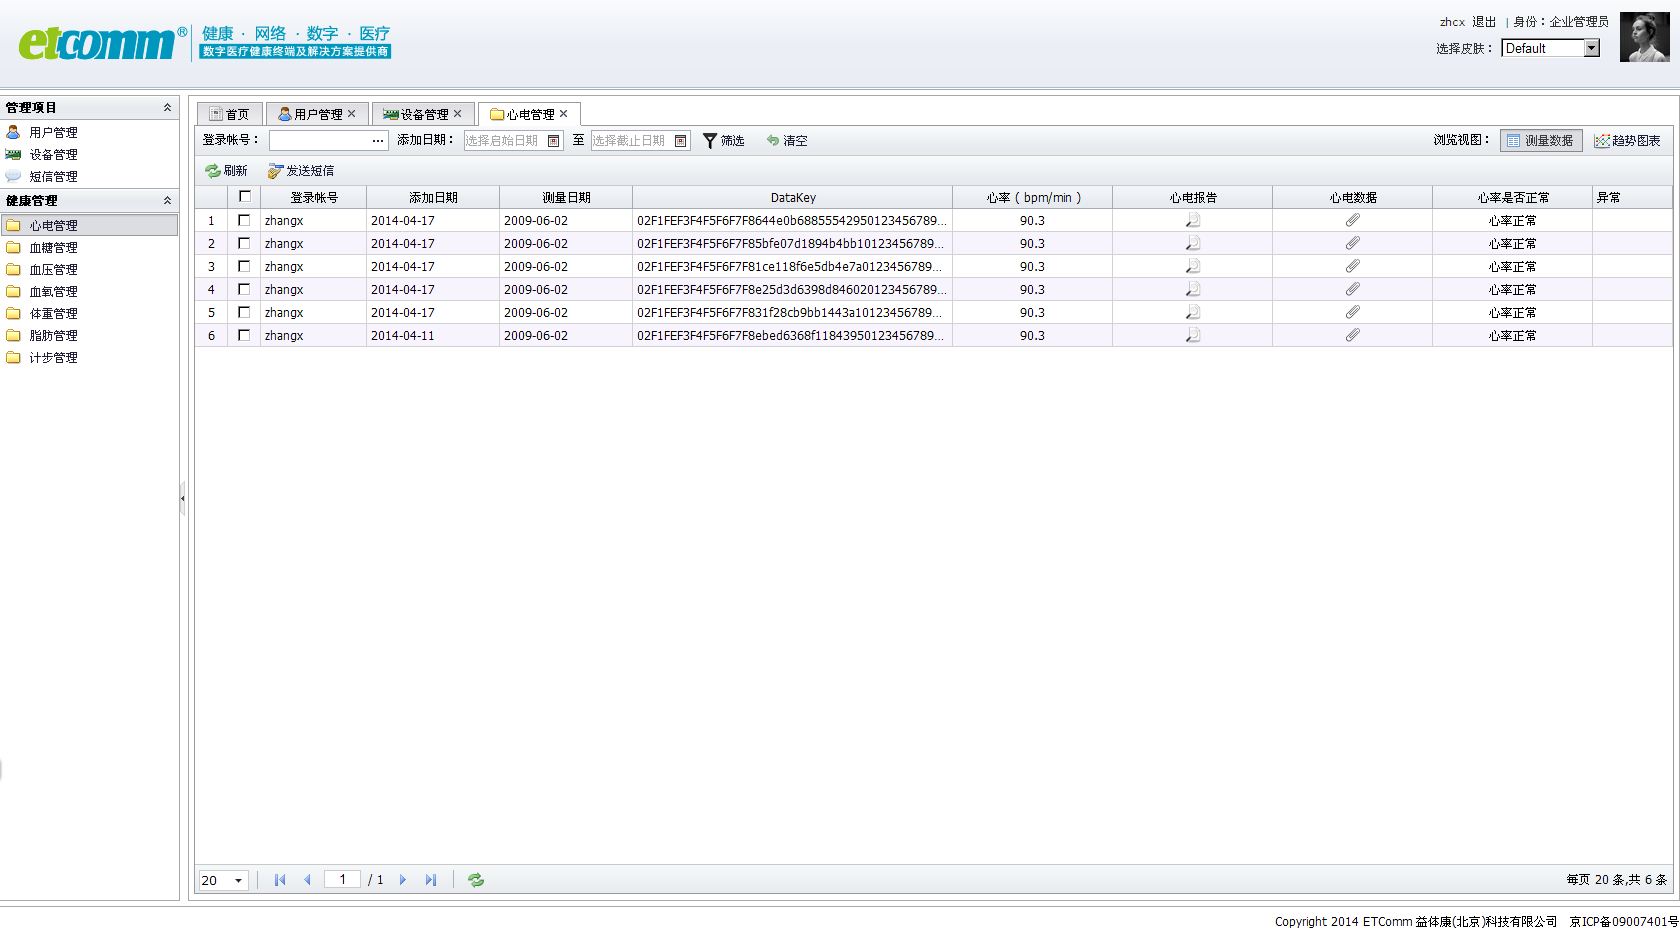 etcomm®
健康 · 网络 · 数字 · 医疗
数字医疗健康终端及解决方案提供商
zhcx 退出 | 身份：企业管理员
选择皮肤： Default
管理项目
用户管理
设备管理
短信管理
健康管理
心电管理
血糖管理
血压管理
血氧管理
体重管理
脂肪管理
计步管理
首页 用户管理 设备管理 心电管理
登录帐号： ... 添加日期： 选择启始日期 至 选择截止日期 筛选 清空 浏览视图： 测量数据 趋势图表
刷新 发送短信
登录帐号 添加日期 测量日期 DataKey 心率 ( bpm/min ) 心电报告 心电数据 心率是否正常 异常
1 zhangx 2014-04-17 2009-06-02 02F1FEF3F4F5F6F7F8644e0b68855542950123456789... 90.3 心率正常
2 zhangx 2014-04-17 2009-06-02 02F1FEF3F4F5F6F7F85bfe07d1894b4bb10123456789... 90.3 心率正常
3 zhangx 2014-04-17 2009-06-02 02F1FEF3F4F5F6F7F81ce118f6e5db4e7a0123456789... 90.3 心率正常
4 zhangx 2014-04-17 2009-06-02 02F1FEF3F4F5F6F7F8e25d3d6398d846020123456789... 90.3 心率正常
5 zhangx 2014-04-17 2009-06-02 02F1FEF3F4F5F6F7F831f28cb9bb1443a10123456789... 90.3 心率正常
6 zhangx 2014-04-11 2009-06-02 02F1FEF3F4F5F6F7F8ebed6368f11843950123456789... 90.3 心率正常
20 1 / 1 每页 20 条,共 6 条
Copyright 2014 ETComm 益体康(北京)科技有限公司 京ICP备09007401号